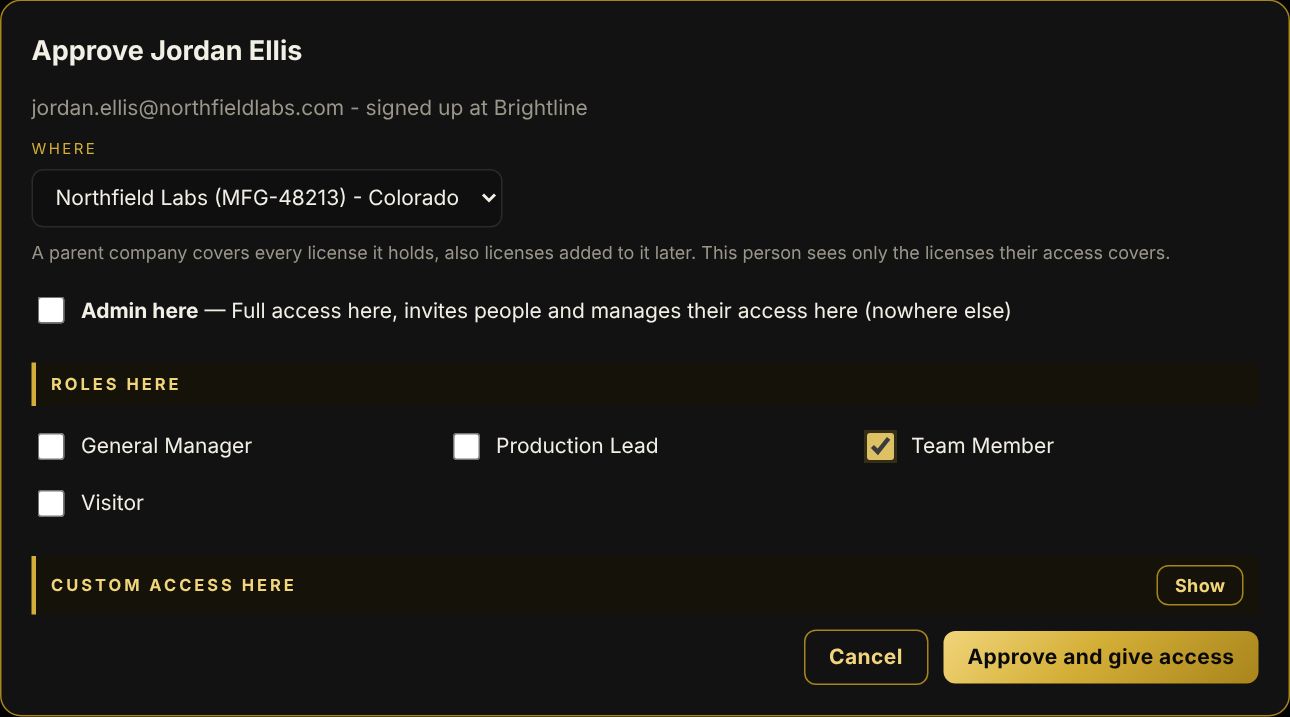 Approve Jordan Ellis
jordan.ellis@northfieldlabs.com - signed up at Brightline
WHERE
Northfield Labs (MFG-48213) - Colorado
A parent company covers every license it holds, also licenses added to it later. This person sees only the licenses their access covers.
Admin here — Full access here, invites people and manages their access here (nowhere else)
ROLES HERE
General Manager Production Lead Team Member
Visitor
CUSTOM ACCESS HERE Show
Cancel Approve and give access